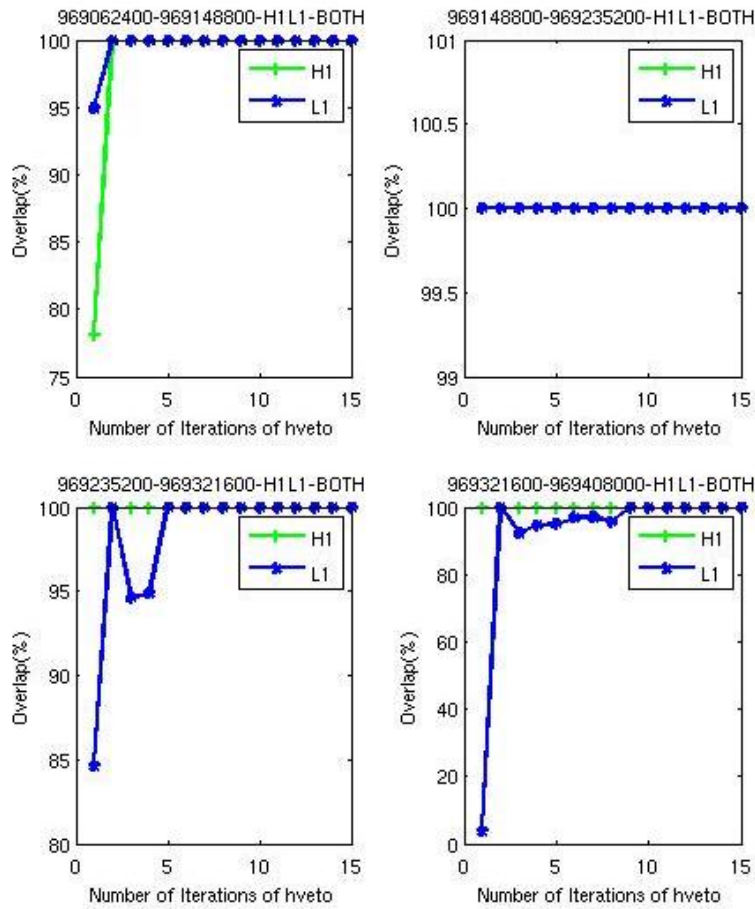 969062400-969148800-H1L1-BOTH
100
95
90
85
80
75
Overlap(%)
H1
L1
0
5
10
15
Number of Iterations of hveto
969148800-969235200-H1L1-BOTH
101
100.5
100
99.5
99
Overlap(%)
H1
L1
0
5
10
15
Number of Iterations of hveto
969235200-969321600-H1L1-BOTH
100
95
90
85
80
Overlap(%)
H1
L1
0
5
10
15
Number of Iterations of hveto
969321600-969408000-H1L1-BOTH
100
80
60
40
20
0
Overlap(%)
H1
L1
0
5
10
15
Number of Iterations of hveto